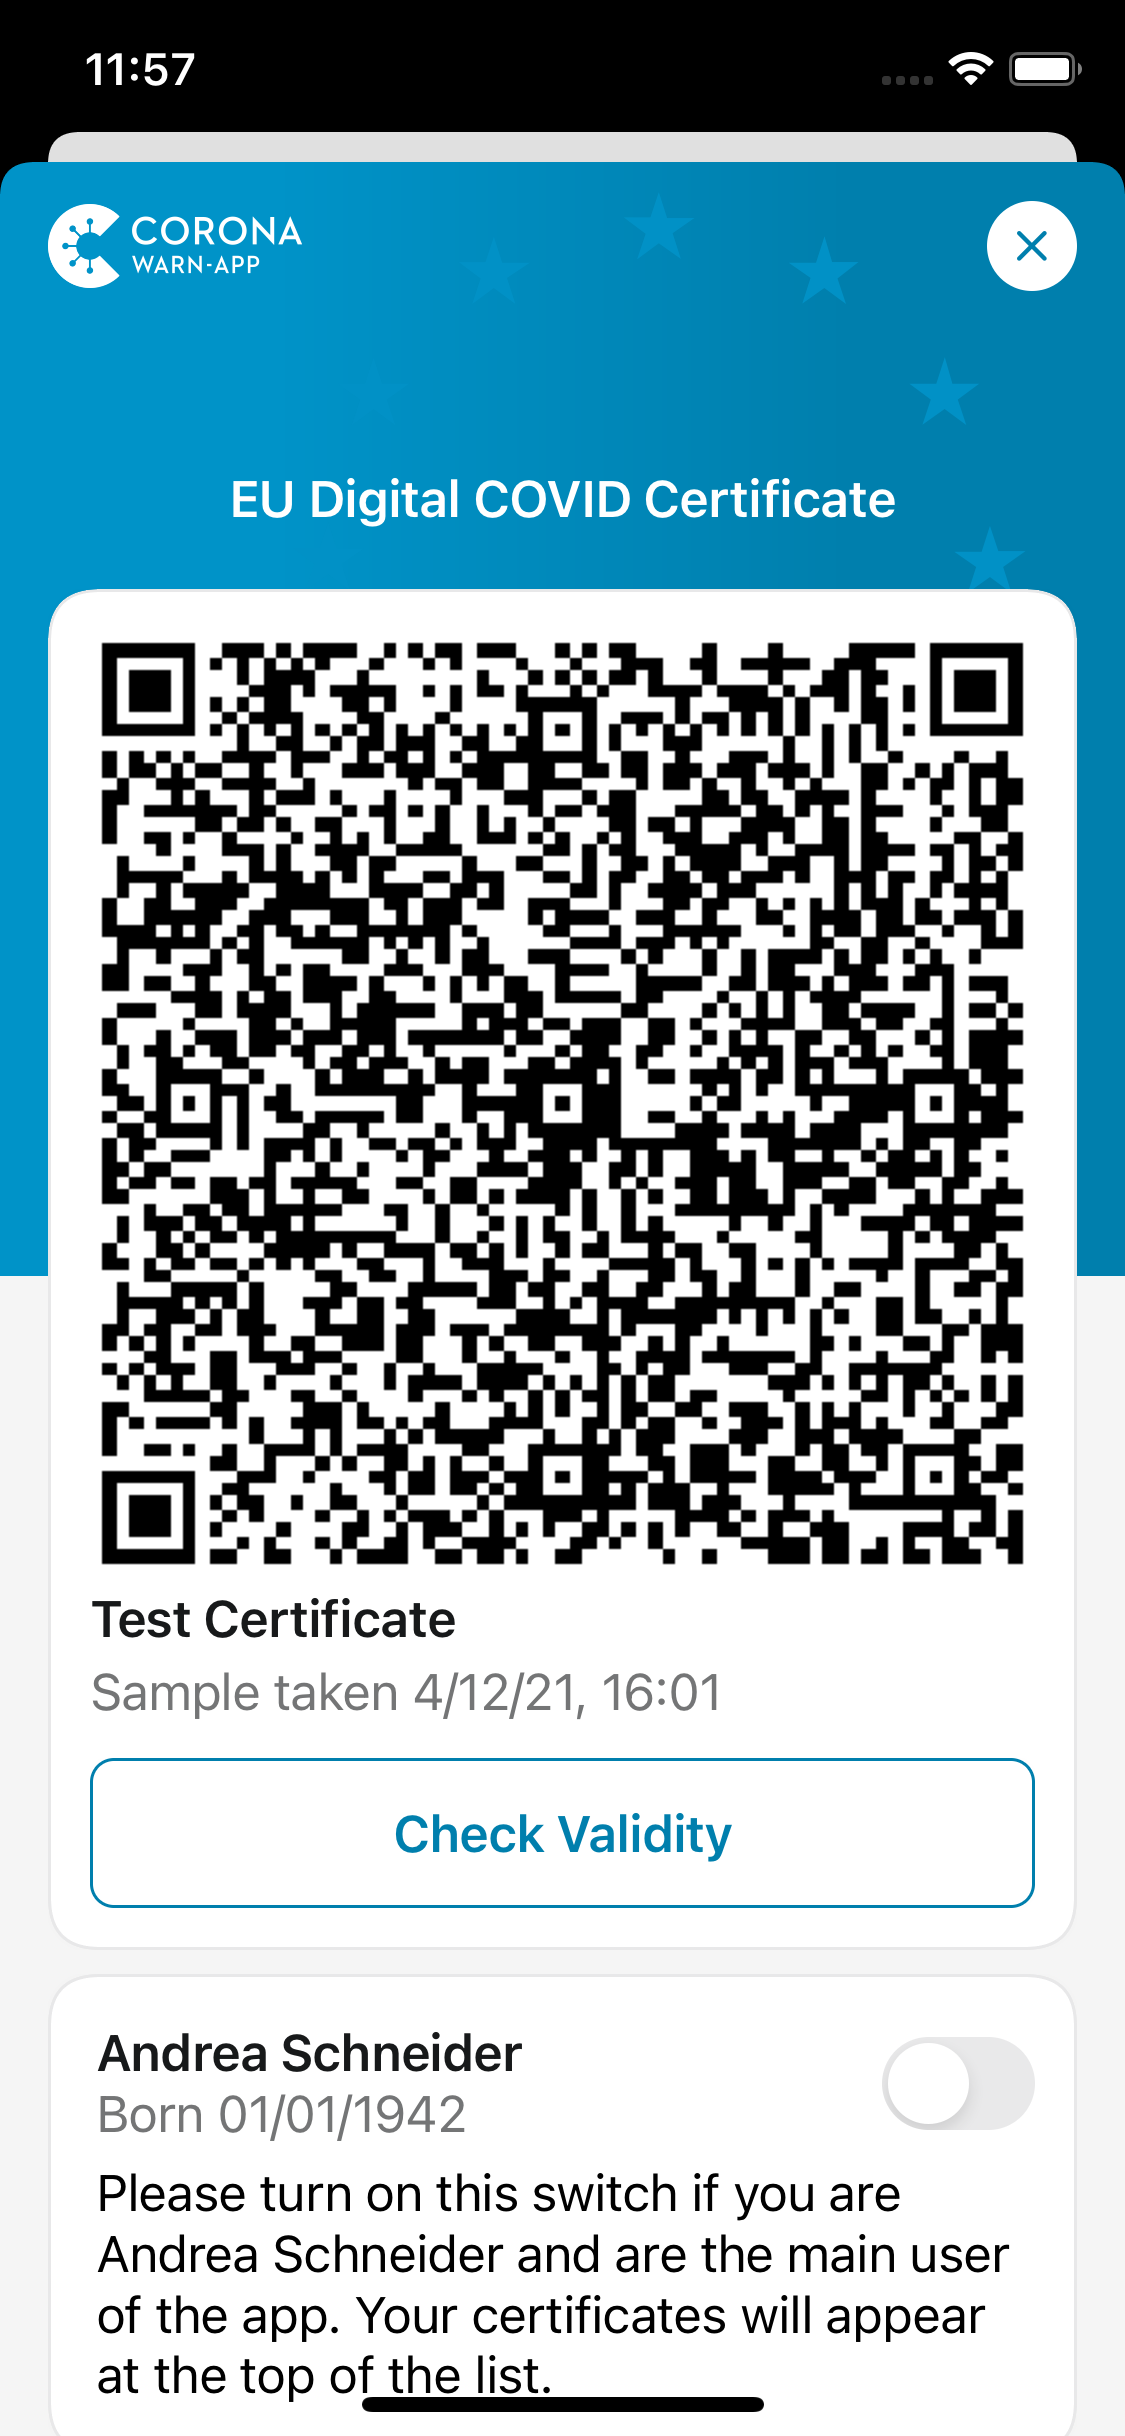 11:57
CORONA
WARN-APP
EU Digital COVID Certificate
Test Certificate
Sample taken 4/12/21, 16:01
Check Validity
Andrea Schneider
Born 01/01/1942
Please turn on this switch if you are
Andrea Schneider and are the main user
of the app. Your certificates will appear
at the top of the list.